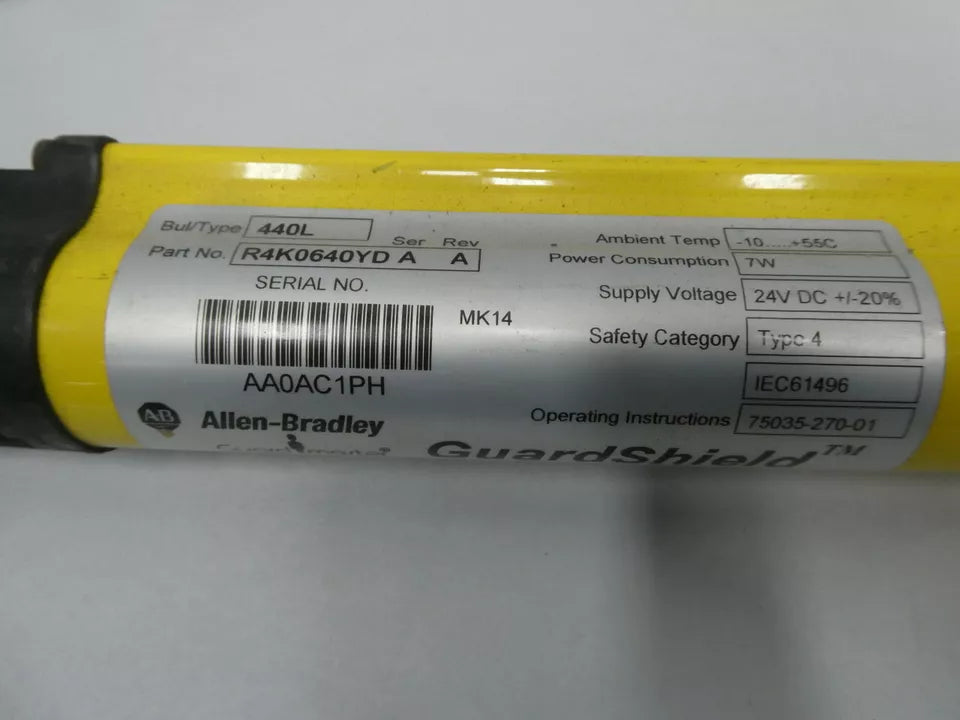 Bul/Type 440L
Ser Rev
Part No. R4K0640YD A A
SERIAL NO.
MK14
AA0AC1PH
AB Allen-Bradley
GuardShield™
Ambient Temp -10.....+55C
Power Consumption 7W
Supply Voltage 24V DC +/-20%
Safety Category Type 4
IEC61496
Operating Instructions 75035-270-01